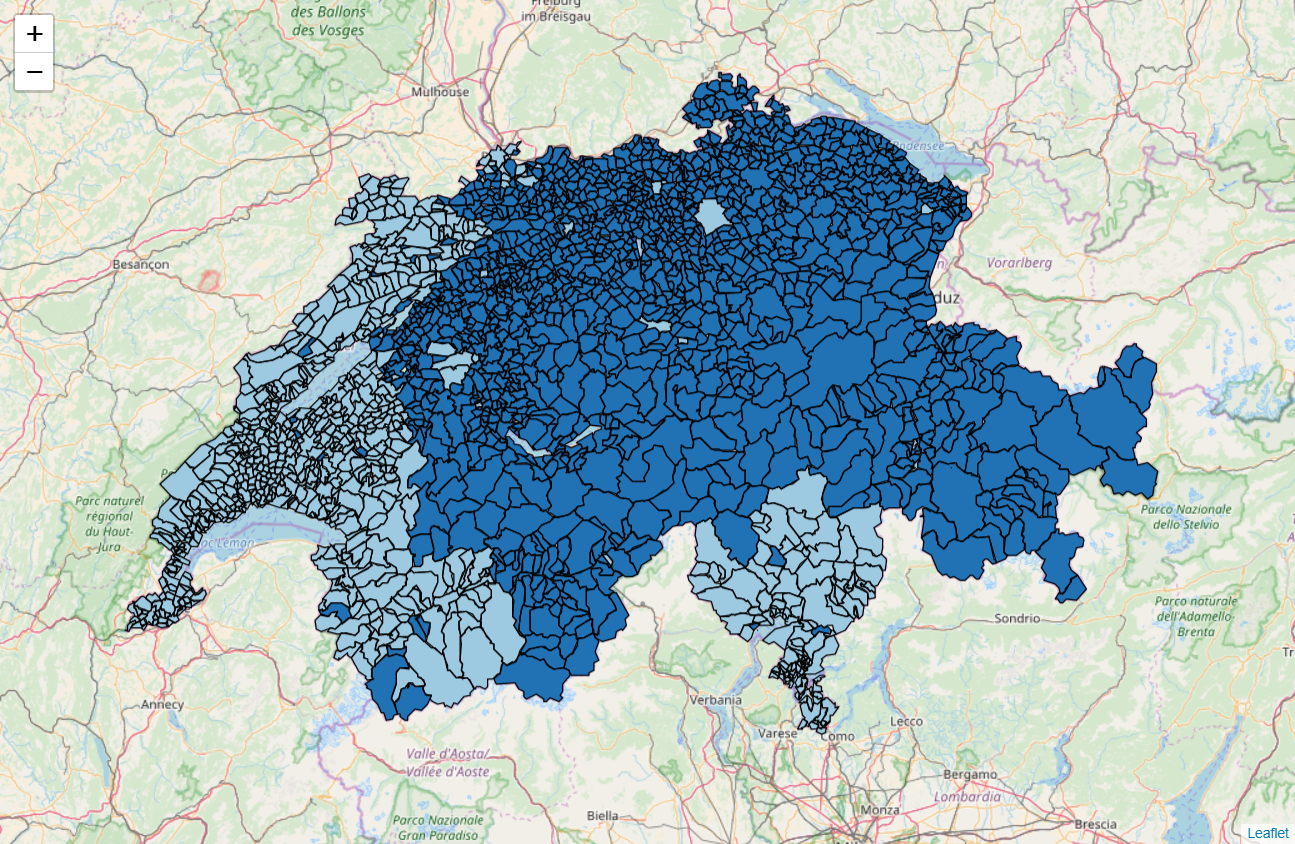 +
−
des Ballons
des Vosges
Freiburg
im Breisgau
Mulhouse
Bodensee
Besançon
Vorarlberg
duz
Parc naturel
régional
du Haut-
Jura
Lac Léman
Parco Nazionale
dello Stelvio
Parco naturale
dell'Adamello-
Brenta
Sondrio
Annecy
Verbania
Lecco
Varese
Como
Valle d'Aosta/
Vallée d'Aoste
Bergamo
Lombardia
Biella
Monza
Brescia
Parco Nazionale
Gran Paradiso
Leaflet